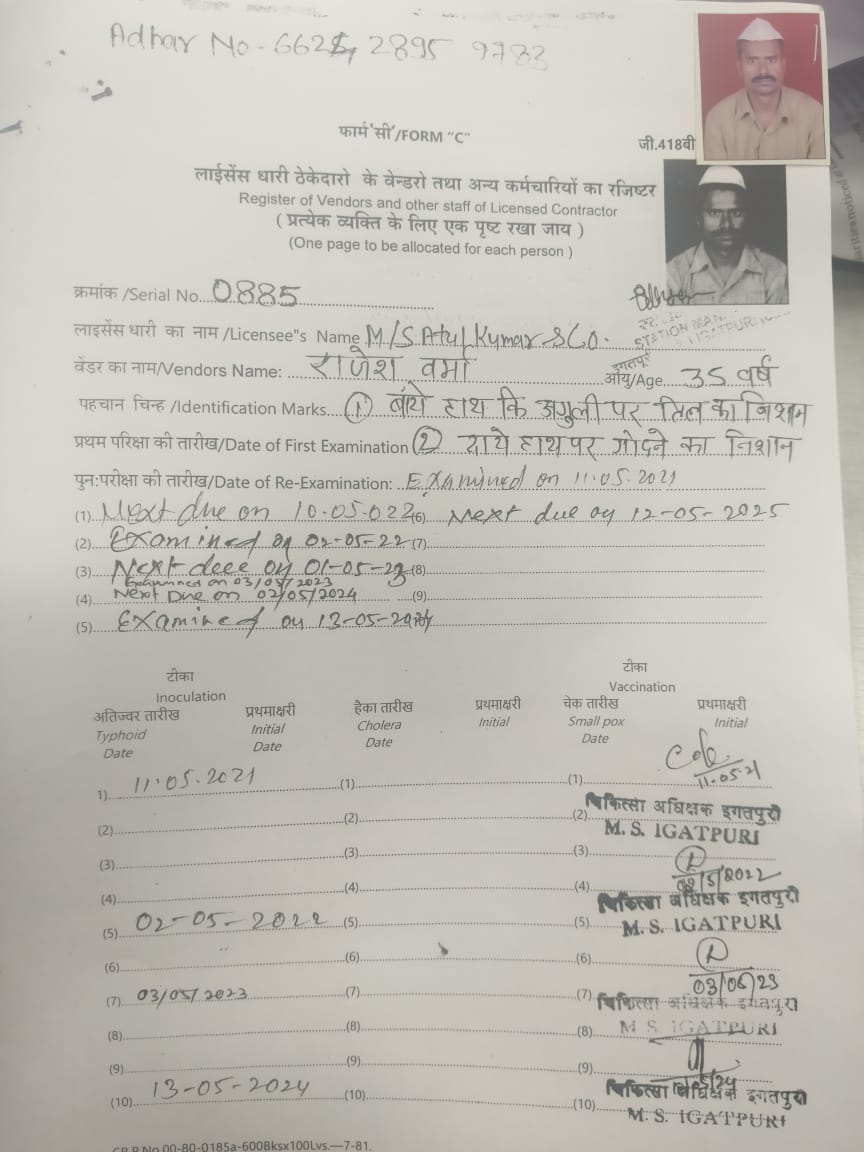 Adhar No - 662 2895 9783
फार्म 'सी'/FORM "C"
जी.418बी
लाईसेंस धारी ठेकेदारो के वेन्डरो तथा अन्य कर्मचारियों का रजिष्टर
Register of Vendors and other staff of Licensed Contractor
( प्रत्येक व्यक्ति के लिए एक पृष्ट रखा जाय )
(One page to be allocated for each person )
क्रमांक /Serial No. 0885
STATION MAN
IGATPURI
इगतपुरी
लाइसेंस धारी का नाम /Licensee"s Name M/S Atul Kumar & CO.
वेंडर का नाम/Vendors Name: राजेश वर्मा आयु/Age 35 वर्ष
पहचान चिन्ह /Identification Marks (1) बाँये हाथ कि अगुली पर तिल का निशाम
प्रथम परिक्षा की तारीख/Date of First Examination (2) दाये हाथ पर गोदने का निशान
पुन:परीक्षा की तारीख/Date of Re-Examination: Examined on 11.05.2021
(1) Next due on 10.05.022 (6) Next due on 12-05-2025
(2) Examined on 02-05-22 (7)
(3) Next due on 01-05-23 (8)
Examinned on 03/05/2023
(4) Next Due on 02/05/2024 (9)
(5) Examined on 13-05-2024
टीका टीका
Inoculation Vaccination
अतिज्वर तारीख प्रथमाक्षरी हैका तारीख प्रथमाक्षरी चेक तारीख प्रथमाक्षरी
Typhoid Initial Cholera Initial Small pox Initial
Date Date Date Date
1) 11.05.2021 (1) (1) 11.05.21
(2) (2) (2) चिकित्सा अधिक्षक इगतपुरी
M. S. IGATPURI
(3) (3) (3)
02/5/2022
(4) (4) (4) चिकित्सा अधिक्षक इगतपुरी
(5) 02-05-2022 (5) (5) M. S. IGATPURI
(6) (6) (6)
03/05/23
(7) 03/05/2023 (7) (7) चिकित्सा अधिक्षक इगतपुरी
(8) (8) (8) M S IGATPURI
(9) (9) (9)
चिकित्सा अधिक्षक इगतपुरी
(10) 13-05-2024 (10) (10) M. S. IGATPURI
00-80-0185a-600Bksx100Lvs.—7-81.